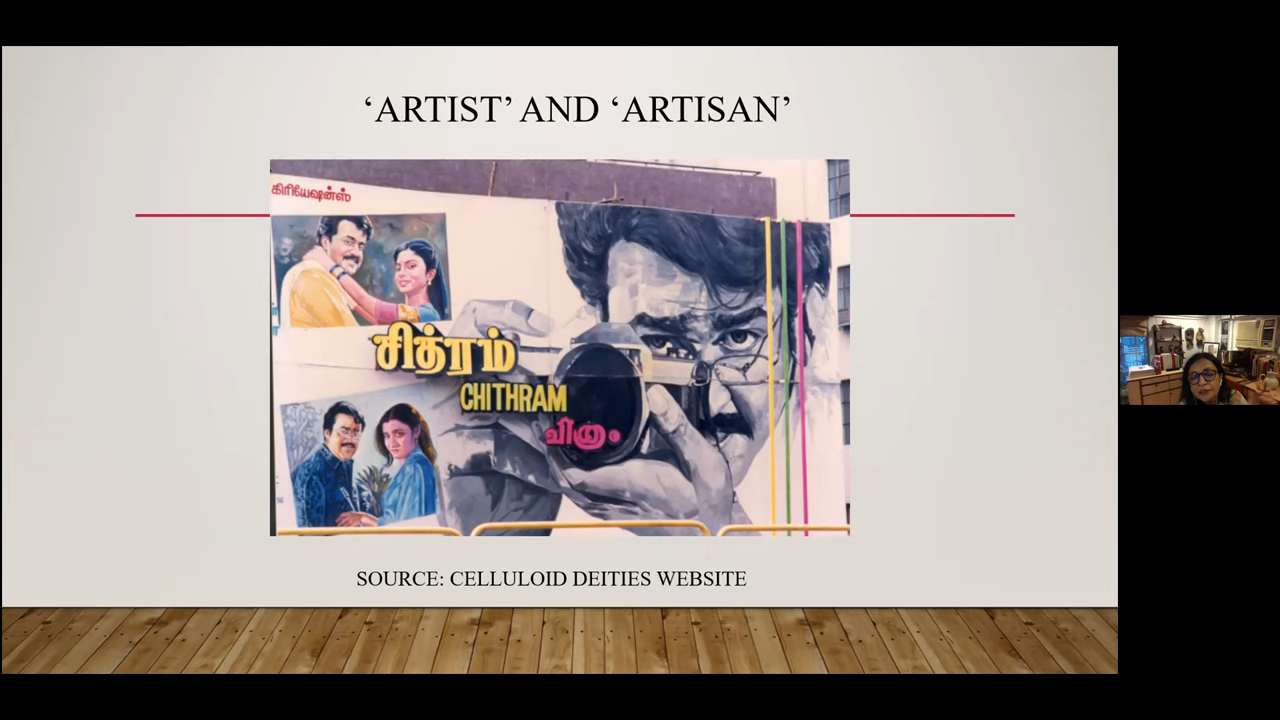 ‘ARTIST’ AND ‘ARTISAN’
கிரியேஷன்ஸ்
சித்ரம்
CHITHRAM
ചിത്രം
SOURCE: CELLULOID DEITIES WEBSITE